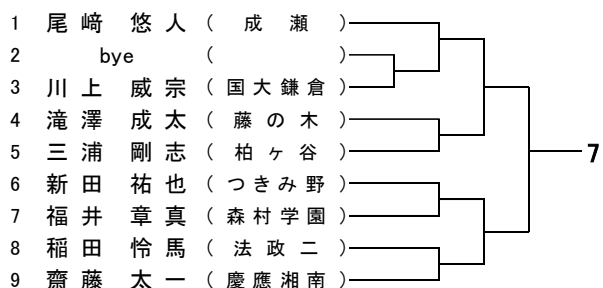 1 尾﨑 悠人 ( 成瀬 )
2 bye ( )
3 川上 威宗 ( 国大鎌倉 )
4 滝澤 成太 ( 藤の木 )
5 三浦 剛志 ( 柏ヶ谷 )
7
6 新田 祐也 ( つきみ野 )
7 福井 章真 ( 森村学園 )
8 稲田 怜馬 ( 法政二 )
9 齋藤 太一 ( 慶應湘南 )